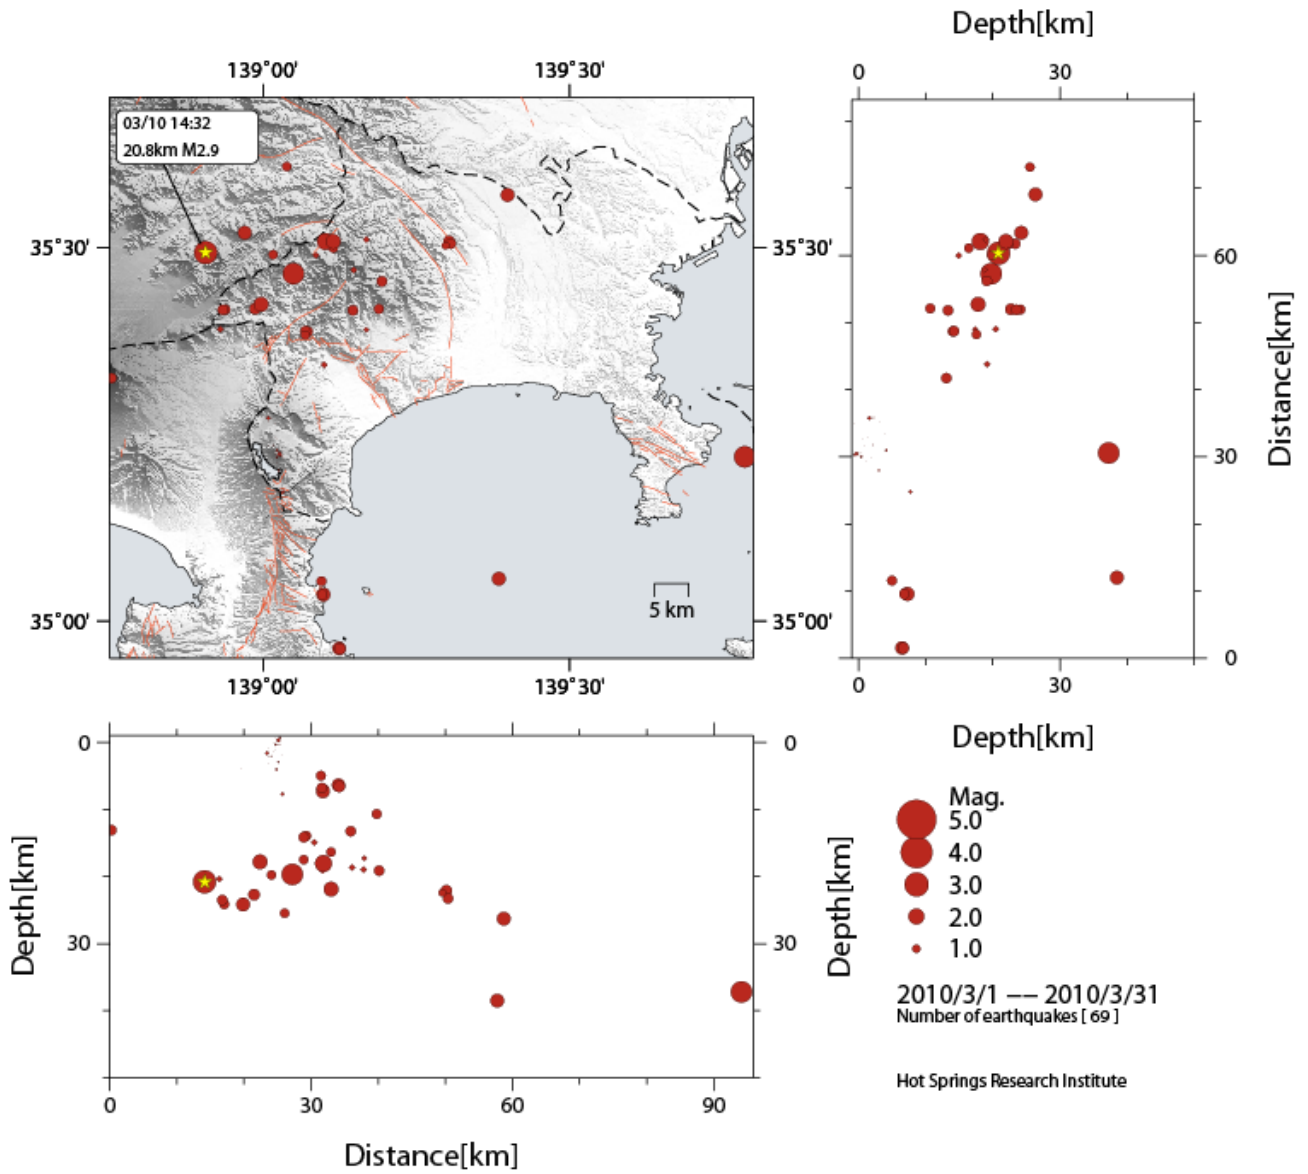 Depth[km]
0 30
139°00' 139°30'
03/10 14:32
20.8km M2.9
35°30' 35°30'
60
Distance[km]
30
5 km
35°00' 35°00'
0
139°00' 139°30'
0 30
Depth[km]
0 0
Depth[km]
30 30
Depth[km]
0 30 60 90
Distance[km]
Mag.
5.0
4.0
3.0
2.0
1.0
2010/3/1 −− 2010/3/31
Number of earthquakes [ 69 ]
Hot Springs Research Institute